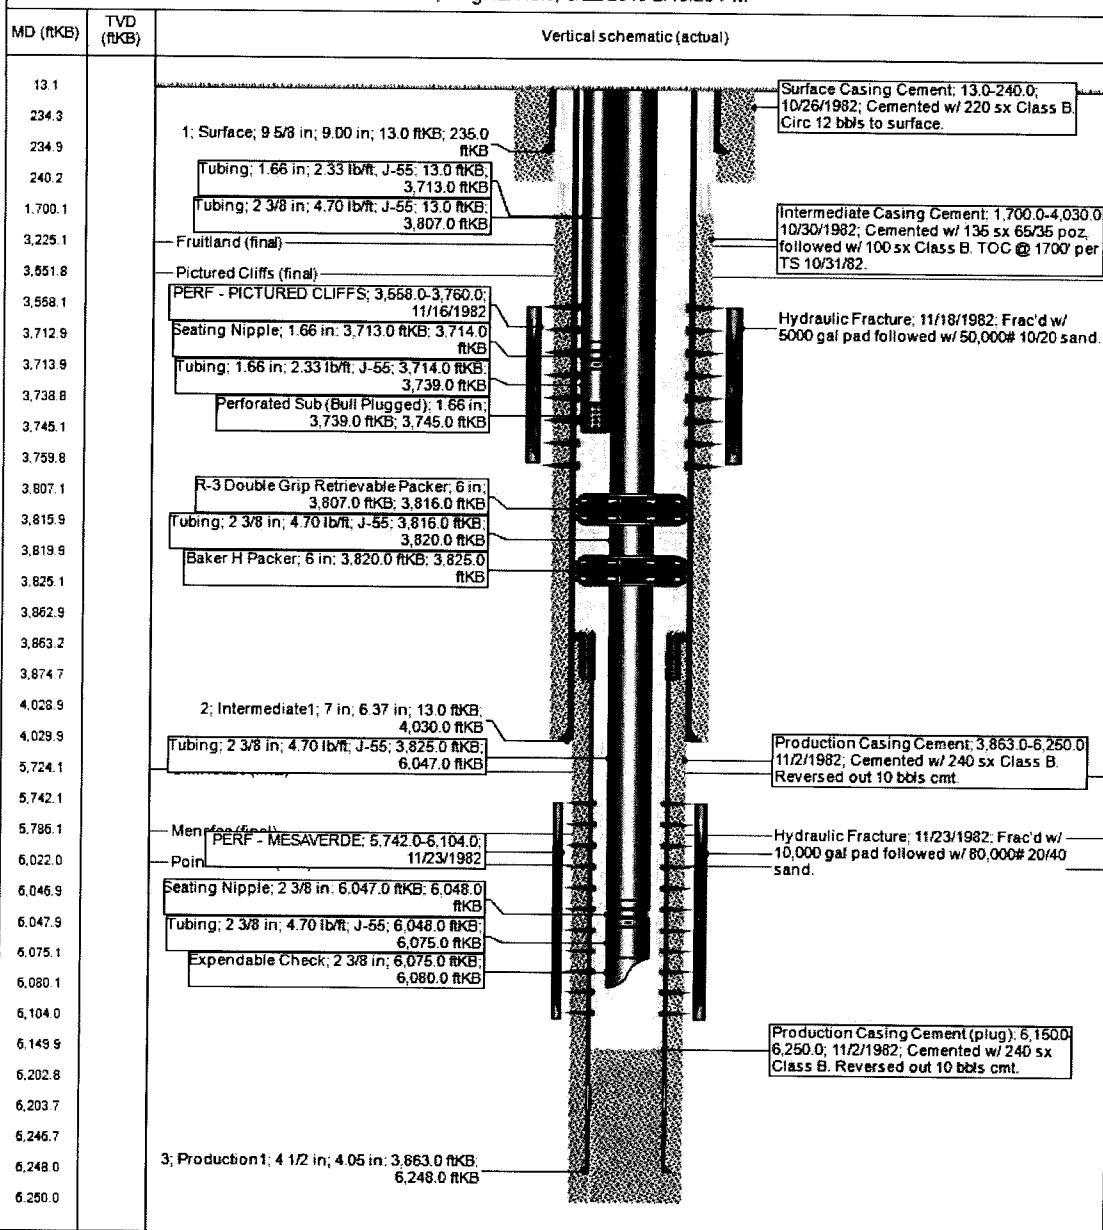 MD (ftKB)
TVD
(ftKB)
Vertical schematic (actual)
13.1
234.3
234.9
240.2
1,700.1
3,225.1
3,551.8
3,558.1
3,712.9
3,713.9
3,738.8
3,745.1
3,759.8
3,807.1
3,815.9
3,819.9
3,825.1
3,862.9
3,863.2
3,874.7
4,028.9
4,029.9
5,724.1
5,742.1
5,785.1
6,022.0
6,046.9
6,047.9
6,075.1
6,080.1
6,104.0
6,149.9
6,202.8
6,203.7
6,246.7
6,248.0
6,250.0
1; Surface; 9 5/8 in; 9.00 in; 13.0 ftKB; 235.0
ftKB
Tubing; 1.66 in; 2.33 lb/ft; J-55; 13.0 ftKB;
3,713.0 ftKB
Tubing; 2 3/8 in; 4.70 lb/ft; J-55; 13.0 ftKB;
3,807.0 ftKB
Fruitland (final)
Pictured Cliffs (final)
PERF - PICTURED CLIFFS; 3,558.0-3,760.0;
11/16/1982
Seating Nipple; 1.66 in; 3,713.0 ftKB; 3,714.0
ftKB
Tubing; 1.66 in; 2.33 lb/ft; J-55; 3,714.0 ftKB;
3,739.0 ftKB
Perforated Sub (Bull Plugged); 1.66 in;
3,739.0 ftKB; 3,745.0 ftKB
R-3 Double Grip Retrievable Packer; 6 in;
3,807.0 ftKB; 3,816.0 ftKB
Tubing; 2 3/8 in; 4.70 lb/ft; J-55; 3,816.0 ftKB;
3,820.0 ftKB
Baker H Packer; 6 in; 3,820.0 ftKB; 3,825.0
ftKB
2; Intermediate1; 7 in; 6.37 in; 13.0 ftKB;
4,030.0 ftKB
Tubing; 2 3/8 in; 4.70 lb/ft; J-55; 3,825.0 ftKB;
6,047.0 ftKB
Menefee (final)
PERF - MESAVERDE; 5,742.0-6,104.0;
11/23/1982
Poin
Seating Nipple; 2 3/8 in; 6,047.0 ftKB; 6,048.0
ftKB
Tubing; 2 3/8 in; 4.70 lb/ft; J-55; 6,048.0 ftKB;
6,075.0 ftKB
Expendable Check; 2 3/8 in; 6,075.0 ftKB;
6,080.0 ftKB
3; Production1; 4 1/2 in; 4.05 in; 3,863.0 ftKB;
6,248.0 ftKB
Surface Casing Cement; 13.0-240.0;
10/26/1982; Cemented w/ 220 sx Class B.
Circ 12 bbls to surface.
Intermediate Casing Cement; 1,700.0-4,030.0
10/30/1982; Cemented w/ 135 sx 65/35 poz,
followed w/ 100 sx Class B. TOC @ 1700' per
TS 10/31/82.
Hydraulic Fracture; 11/18/1982; Frac'd w/
5000 gal pad followed w/ 50,000# 10/20 sand.
Production Casing Cement; 3,863.0-6,250.0
11/2/1982; Cemented w/ 240 sx Class B.
Reversed out 10 bbls cmt.
Hydraulic Fracture; 11/23/1982; Frac'd w/
10,000 gal pad followed w/ 80,000# 20/40
sand.
Production Casing Cement (plug); 6,150.0-
6,250.0; 11/2/1982; Cemented w/ 240 sx
Class B. Reversed out 10 bbls cmt.